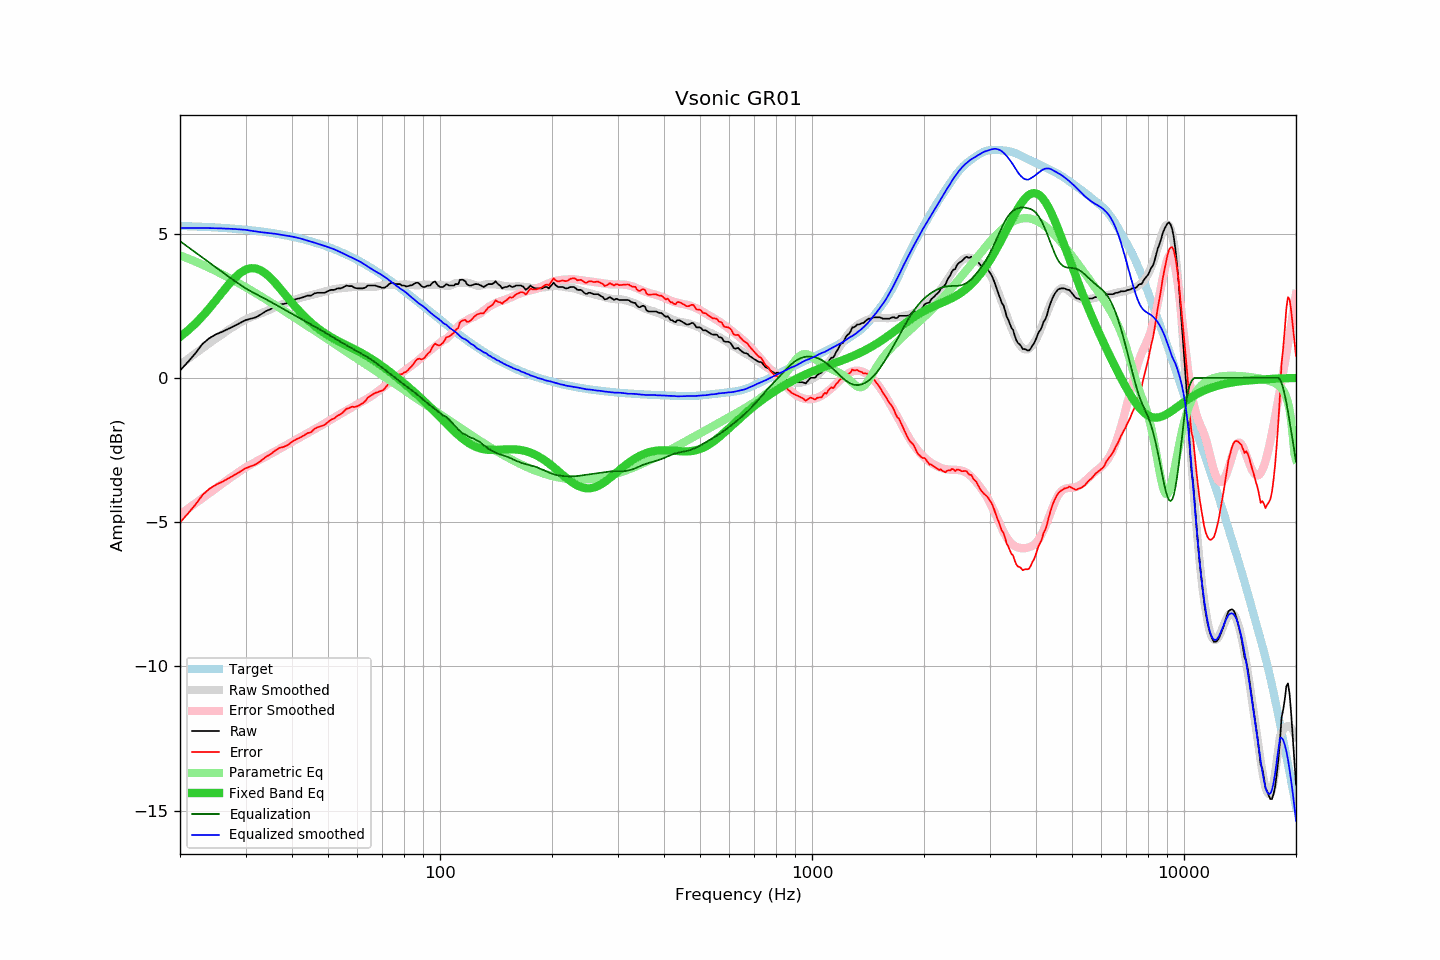 Vsonic GR01
Amplitude (dBr)
5
0
−5
−10
−15
Target
Raw Smoothed
Error Smoothed
Raw
Error
Parametric Eq
Fixed Band Eq
Equalization
Equalized smoothed
100
1000
10000
Frequency (Hz)